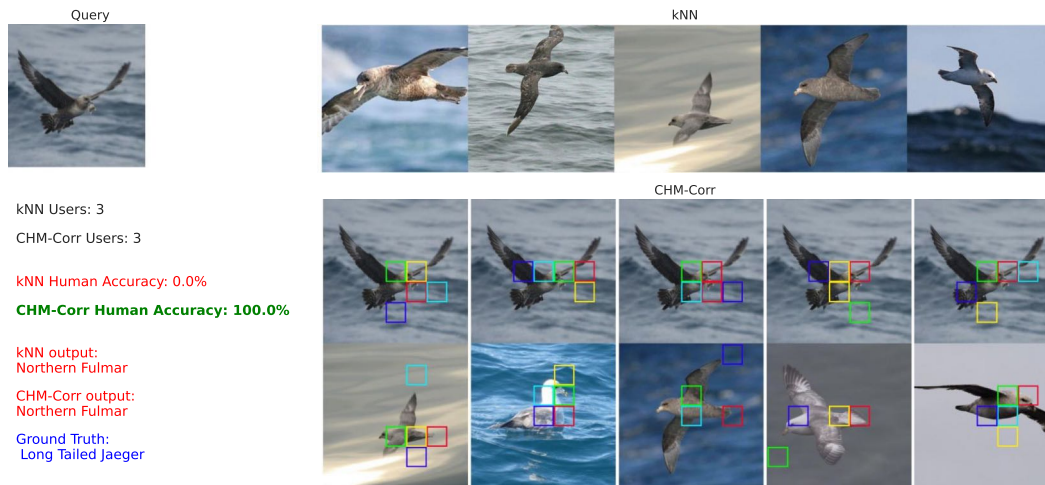 Query
kNN
kNN Users: 3
CHM-Corr Users: 3
kNN Human Accuracy: 0.0%
CHM-Corr Human Accuracy: 100.0%
kNN output:
Northern Fulmar
CHM-Corr output:
Northern Fulmar
Ground Truth:
Long Tailed Jaeger
CHM-Corr